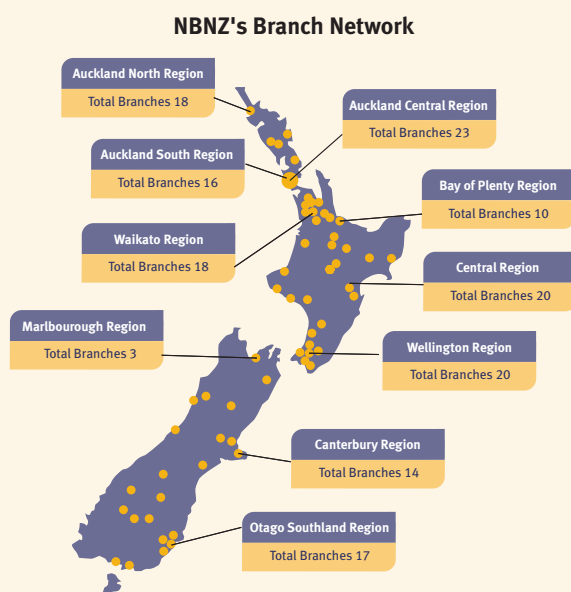 NBNZ's Branch Network
Auckland North Region
Total Branches 18
Auckland Central Region
Total Branches 23
Auckland South Region
Total Branches 16
Bay of Plenty Region
Total Branches 10
Waikato Region
Total Branches 18
Central Region
Total Branches 20
Marlbourough Region
Total Branches 3
Wellington Region
Total Branches 20
Canterbury Region
Total Branches 14
Otago Southland Region
Total Branches 17